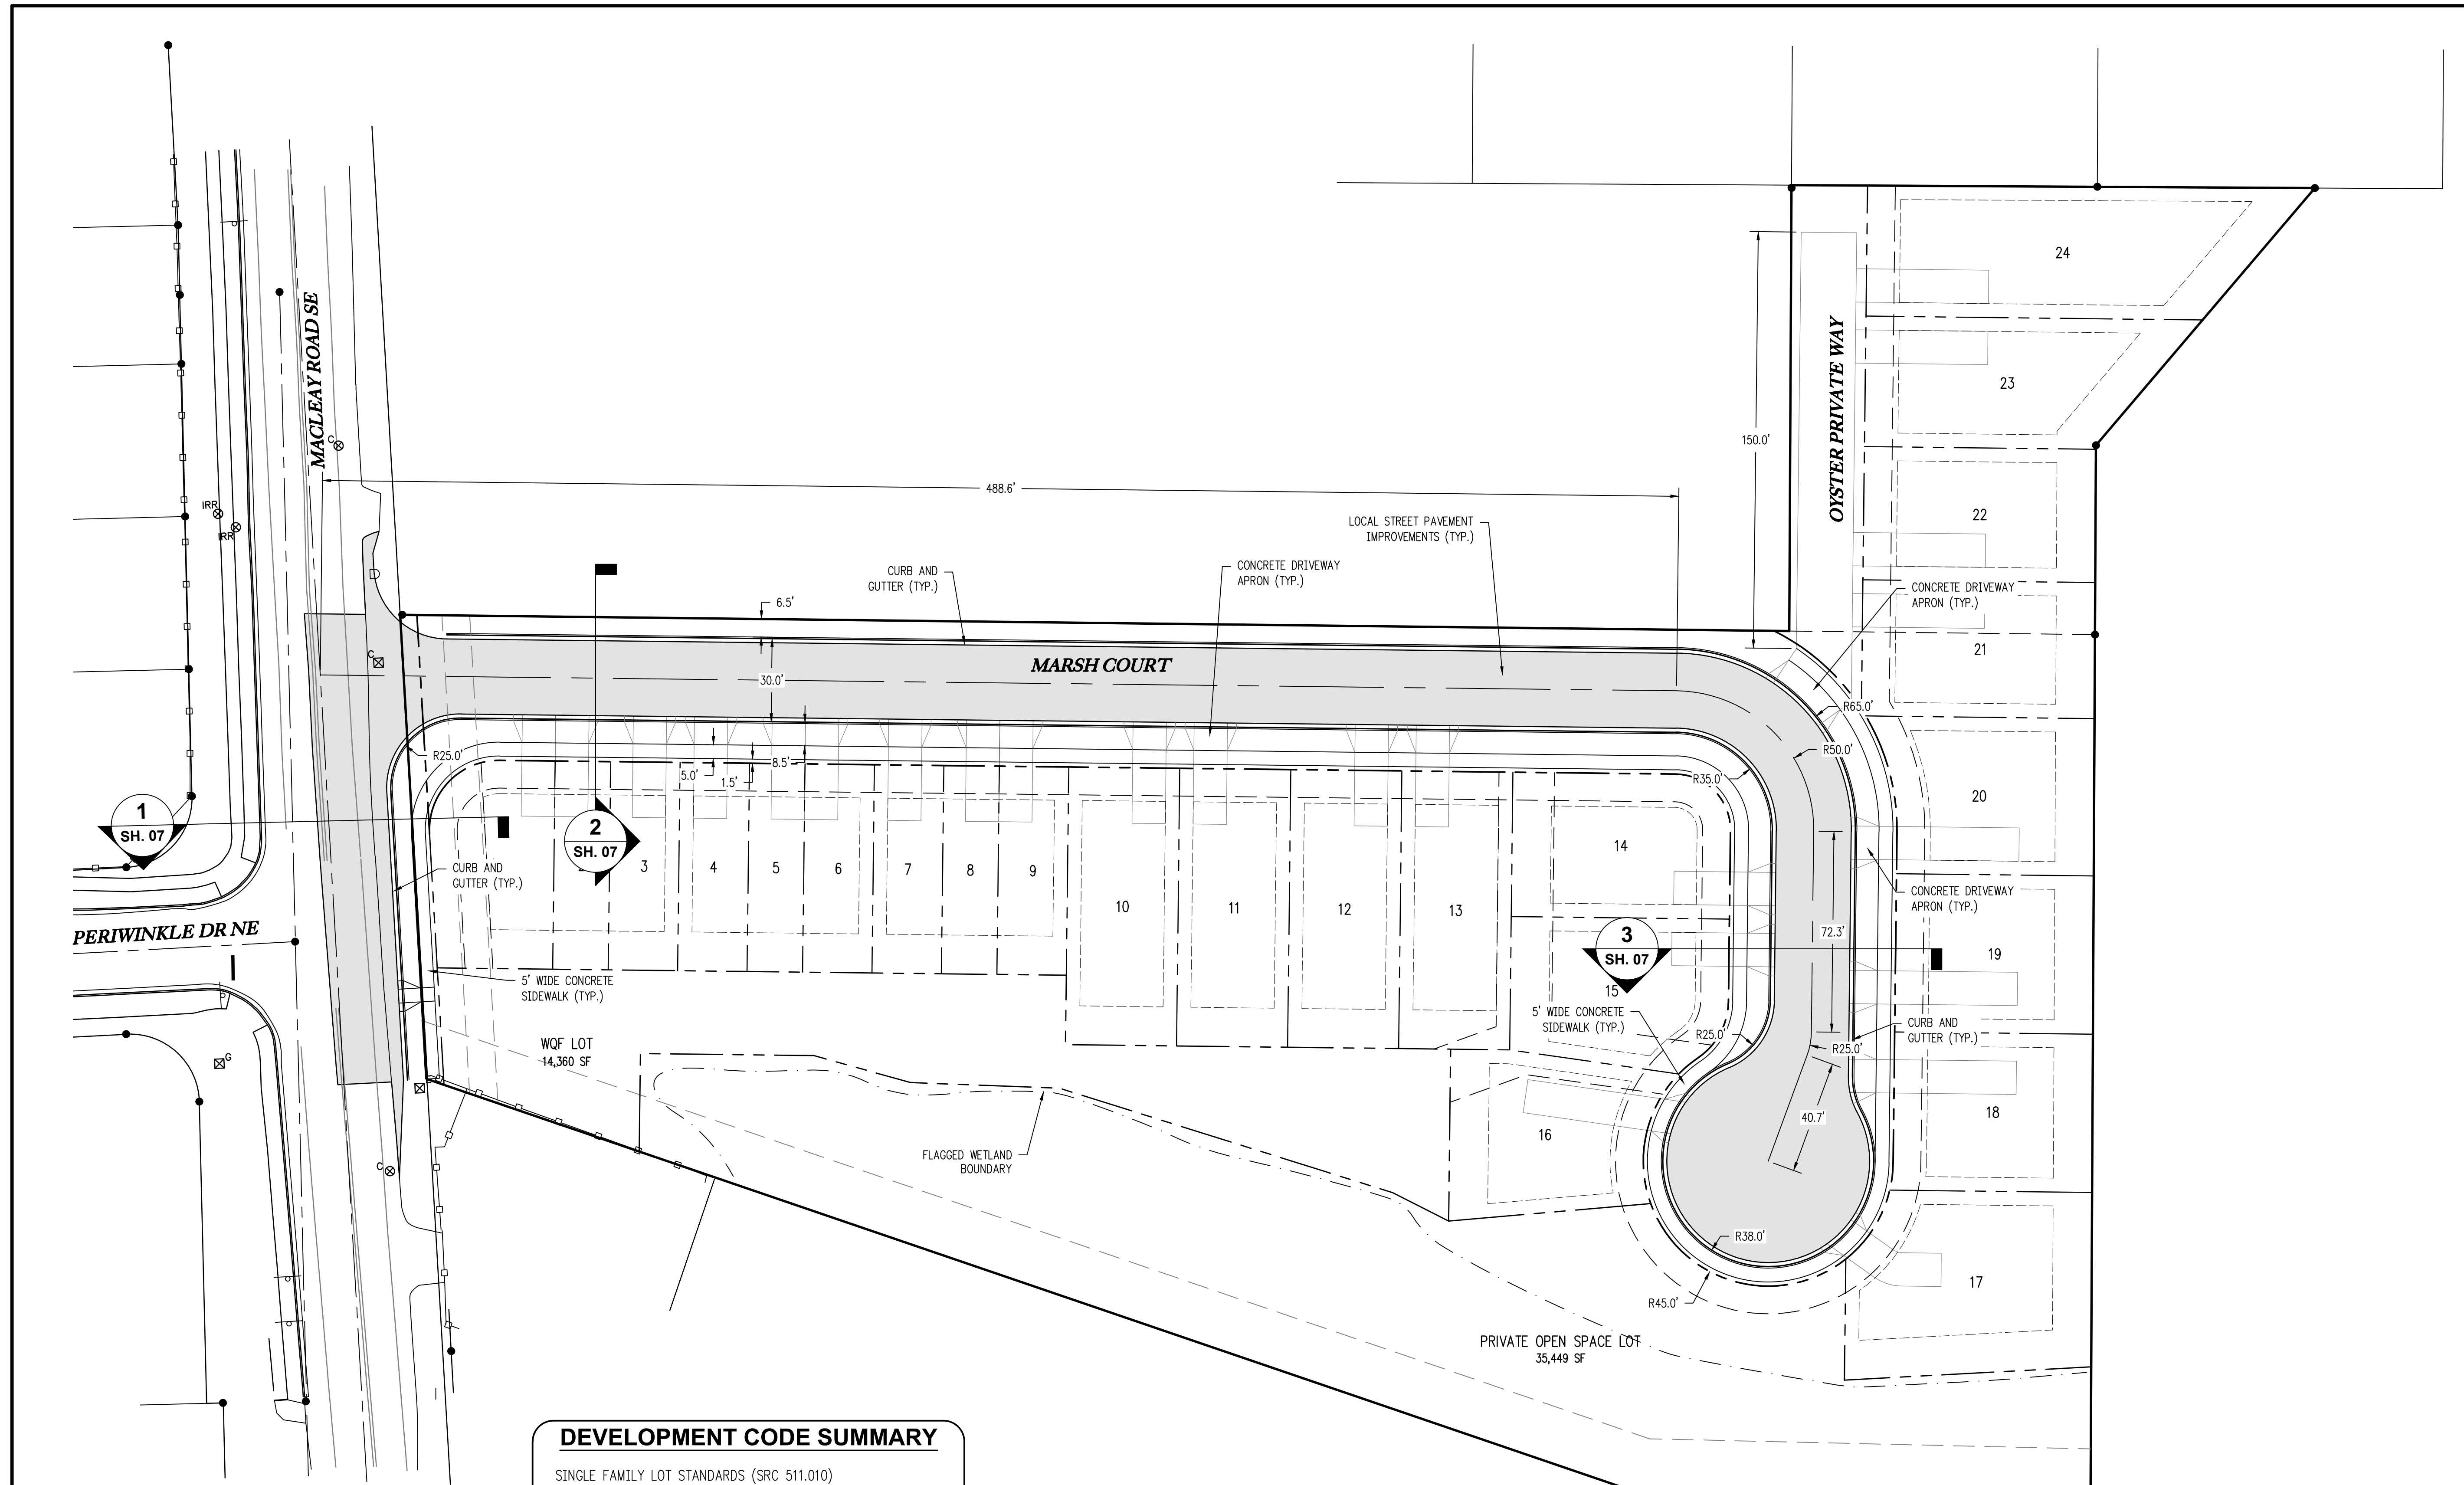 24
MACLEAY ROAD SE
OYSTER PRIVATE WAY
23
150.0'
C
488.6'
IRR
IRR
22
LOCAL STREET PAVEMENT
IMPROVEMENTS (TYP.)
CURB AND
GUTTER (TYP.)
CONCRETE DRIVEWAY
APRON (TYP.)
CONCRETE DRIVEWAY
APRON (TYP.)
6.5'
21
C
MARSH COURT
30.0'
R65.0'
R25.0'
5.0'
1.5'
8.5'
R50.0'
R35.0'
20
1
SH. 07
2
SH. 07
CURB AND
GUTTER (TYP.)
3
4
5
6
7
8
9
10
11
12
13
14
CONCRETE DRIVEWAY
APRON (TYP.)
PERIWINKLE DR NE
72.3'
3
SH. 07
19
5' WIDE CONCRETE
SIDEWALK (TYP.)
15
5' WIDE CONCRETE
SIDEWALK (TYP.)
R25.0'
CURB AND
GUTTER (TYP.)
R25.0'
WQF LOT
14,360 SF
G
40.7'
18
16
FLAGGED WETLAND
BOUNDARY
C
R38.0'
17
R45.0'
PRIVATE OPEN SPACE LOT
35,449 SF
DEVELOPMENT CODE SUMMARY
SINGLE FAMILY LOT STANDARDS (SRC 511.010)